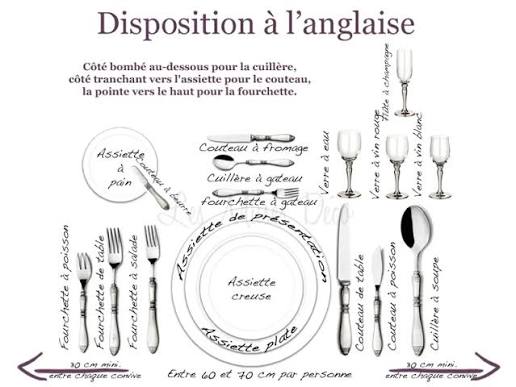 Disposition à l'anglaise
Côté bombé au-dessous pour la cuillère,
côté tranchant vers l'assiette pour le couteau,
la pointe vers le haut pour la fourchette.
Flûte à champagne
Assiette
à
pain
Couteau à beurre
Couteau à fromage
Cuillère à gateau
fourchette à gateau
Verre à eau
Verre à vin rouge
Verre à vin blanc
Fourchette à poisson
Fourchette de table
Fourchette à salade
Assiette de présentation
Assiette
creuse
Assiette plate
Couteau de table
Couteau à poisson
Cuillère à soupe
30 cm mini.
entre chaque convive
Entre 60 et 70 cm par personne
30 cm mini.
entre chaque convive